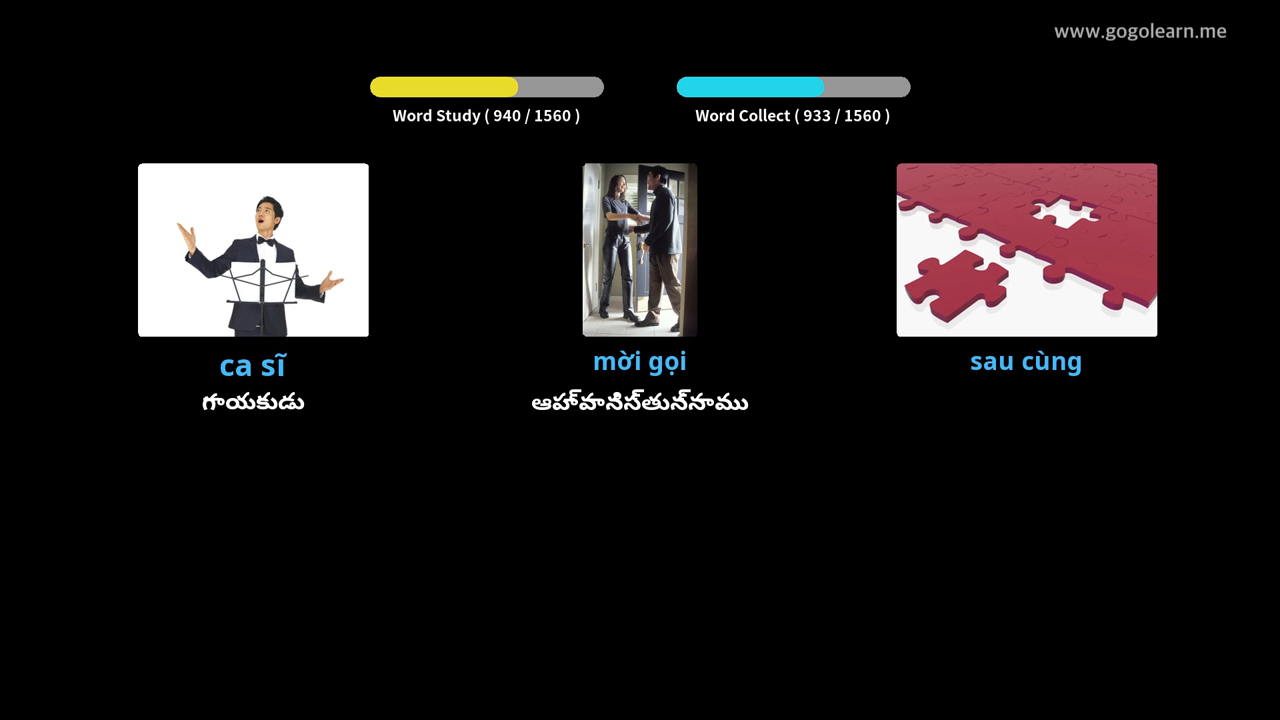 www.gogolearn.me
Word Study ( 940 / 1560 )
Word Collect ( 933 / 1560 )
ca sĩ
mời gọi
sau cùng
గాయకుడు
ఆహ్‌వానిస్‌తున్‌నాము